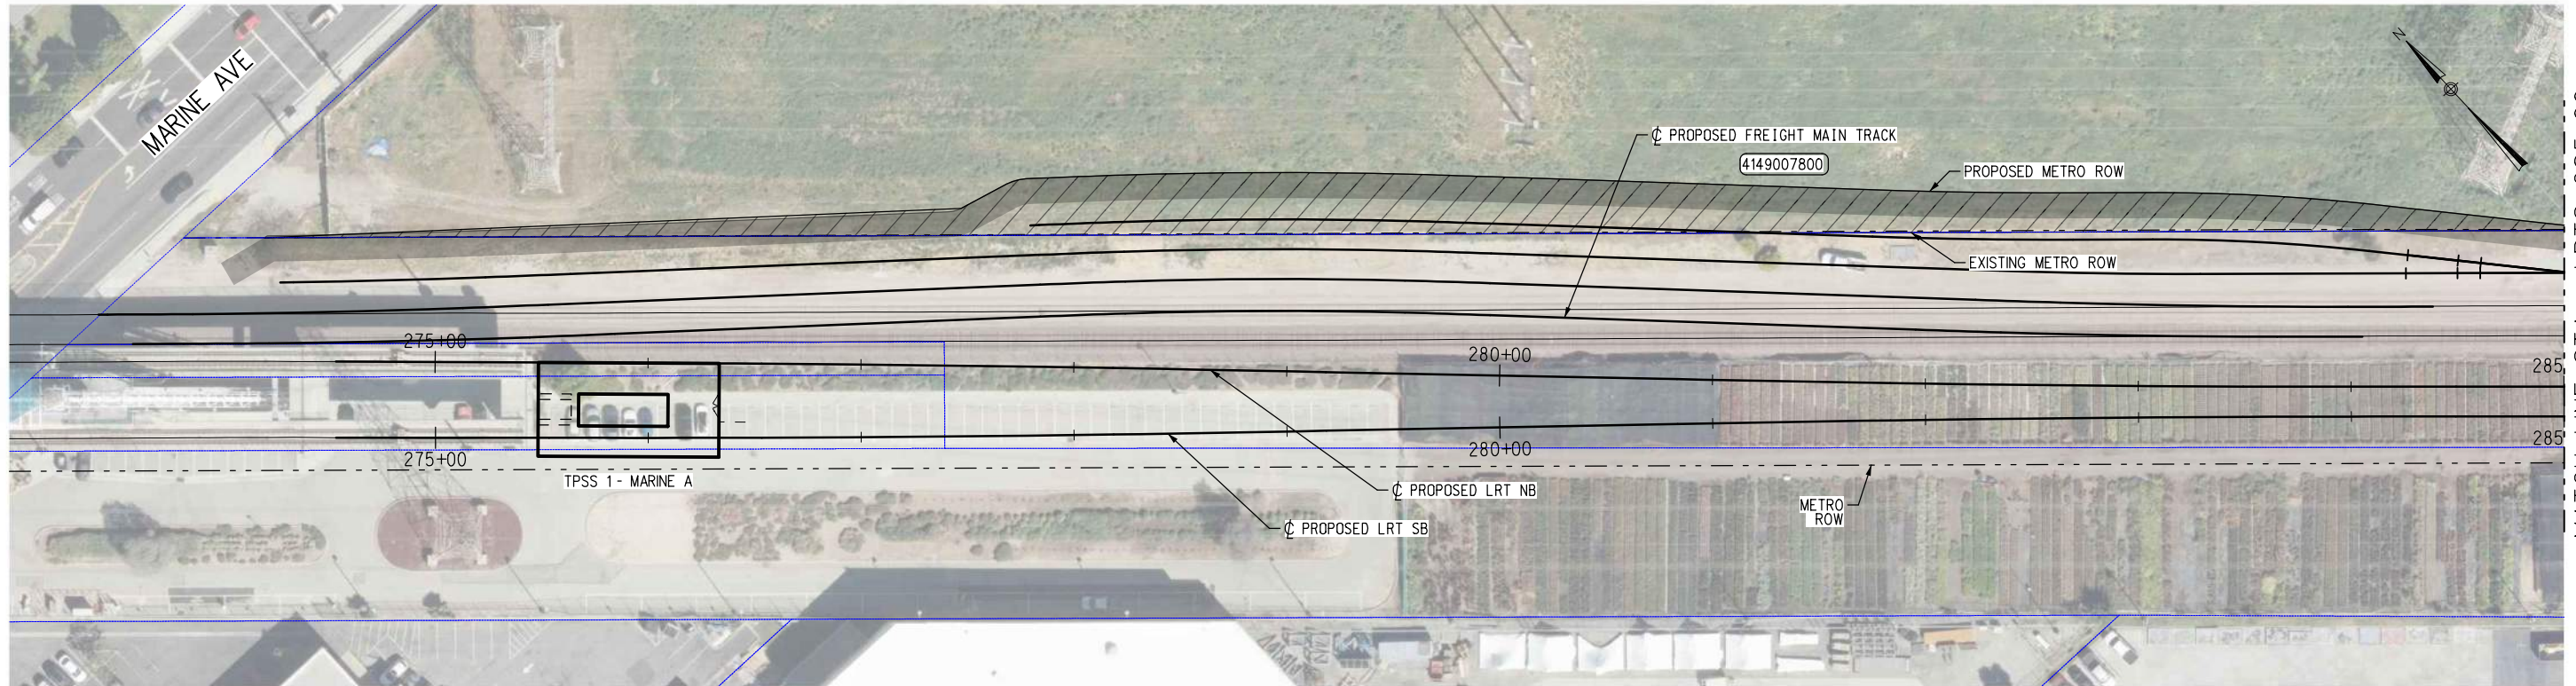 MARINE AVE
N
℄ PROPOSED FREIGHT MAIN TRACK
4149007800
PROPOSED METRO ROW
EXISTING METRO ROW
275+00
280+00
285
275+00
280+00
285
TPSS 1 - MARINE A
℄ PROPOSED LRT NB
℄ PROPOSED LRT SB
METRO
ROW